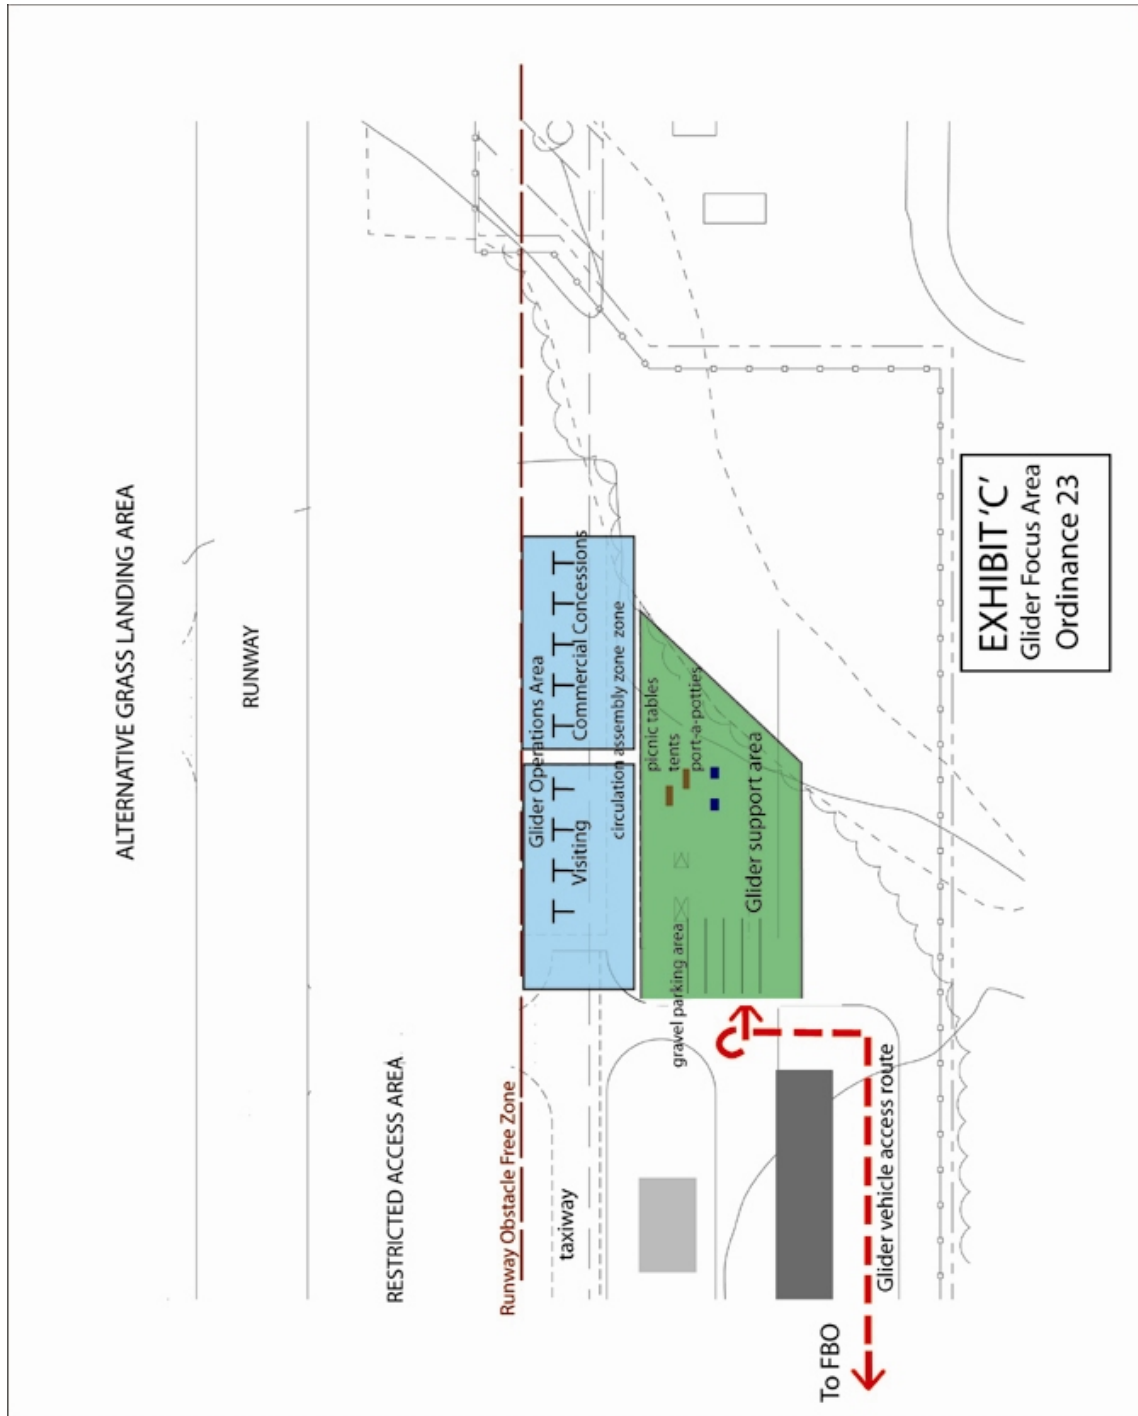 ALTERNATIVE GRASS LANDING AREA
RUNWAY
RESTRICTED ACCESS AREA
Runway Obstacle Free Zone
taxiway
Glider Operations Area
Visiting
Commercial Concessions
circulation assembly zone zone
picnic tables
tents
port-a-potties
gravel parking area
Glider support area
Glider vehicle access route
To FBO
EXHIBIT 'C'
Glider Focus Area
Ordinance 23